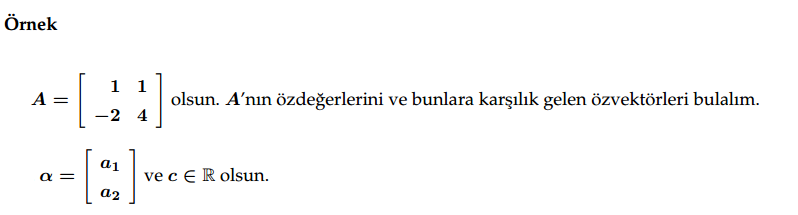 Örnek
A = [ 1 1 ; −2 4 ] olsun. A'nın özdeğerlerini ve bunlara karşılık gelen özvektörleri bulalım.
α = [ a₁ ; a₂ ] ve c ∈ ℝ olsun.